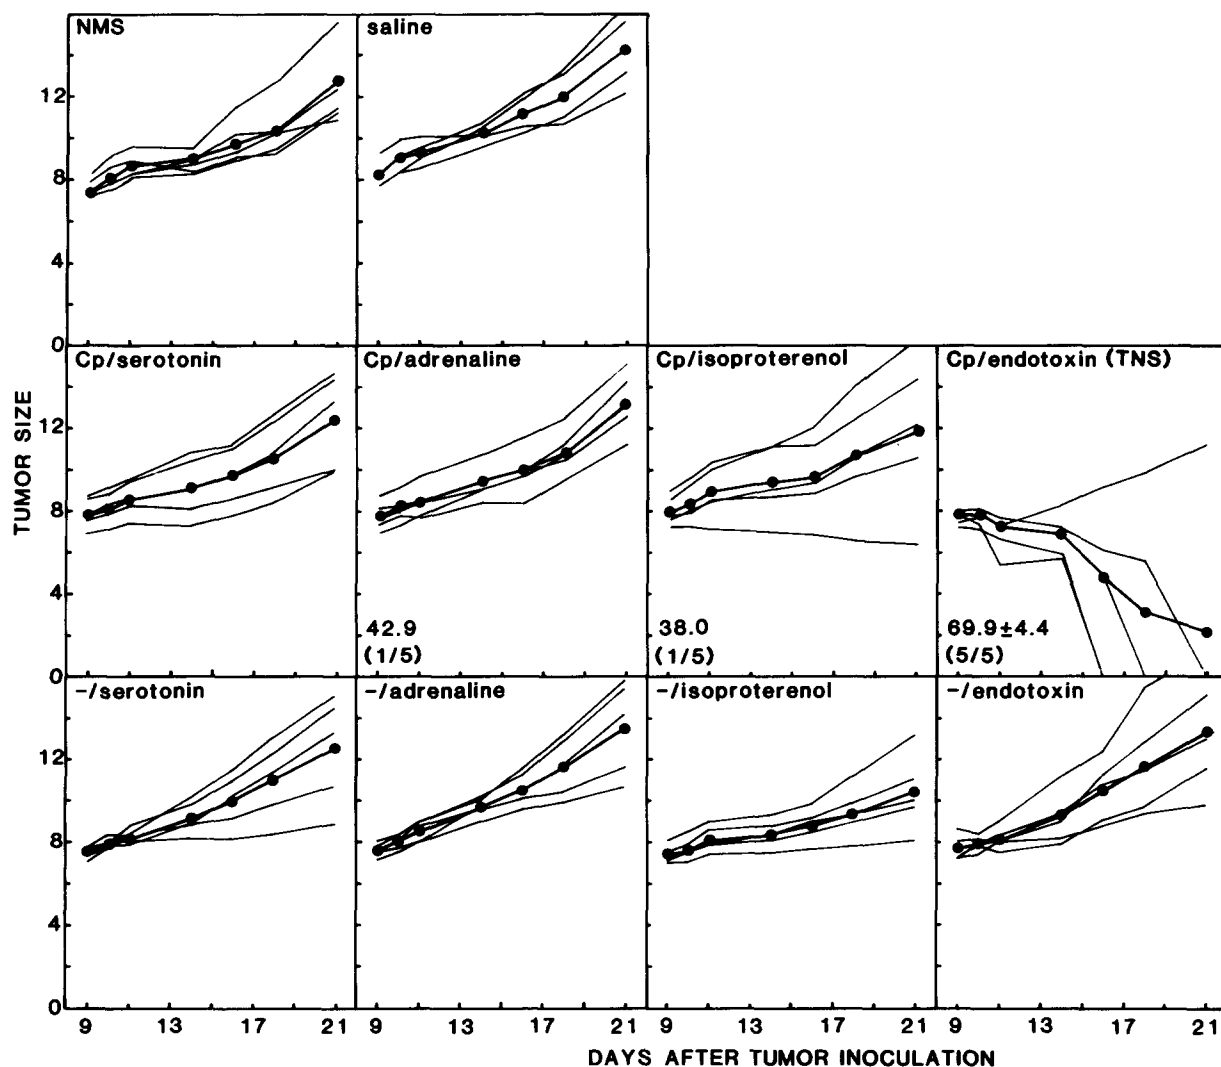 NMS saline
12
8
4
0
Cp/serotonin Cp/adrenaline Cp/isoproterenol Cp/endotoxin (TNS)
12
8
4
42.9 38.0 69.9±4.4
(1/5) (1/5) (5/5)
0
-/serotonin -/adrenaline -/isoproterenol -/endotoxin
12
8
4
0
9 13 17 21 9 13 17 21 9 13 17 21 9 13 17 21
TUMOR SIZE
DAYS AFTER TUMOR INOCULATION